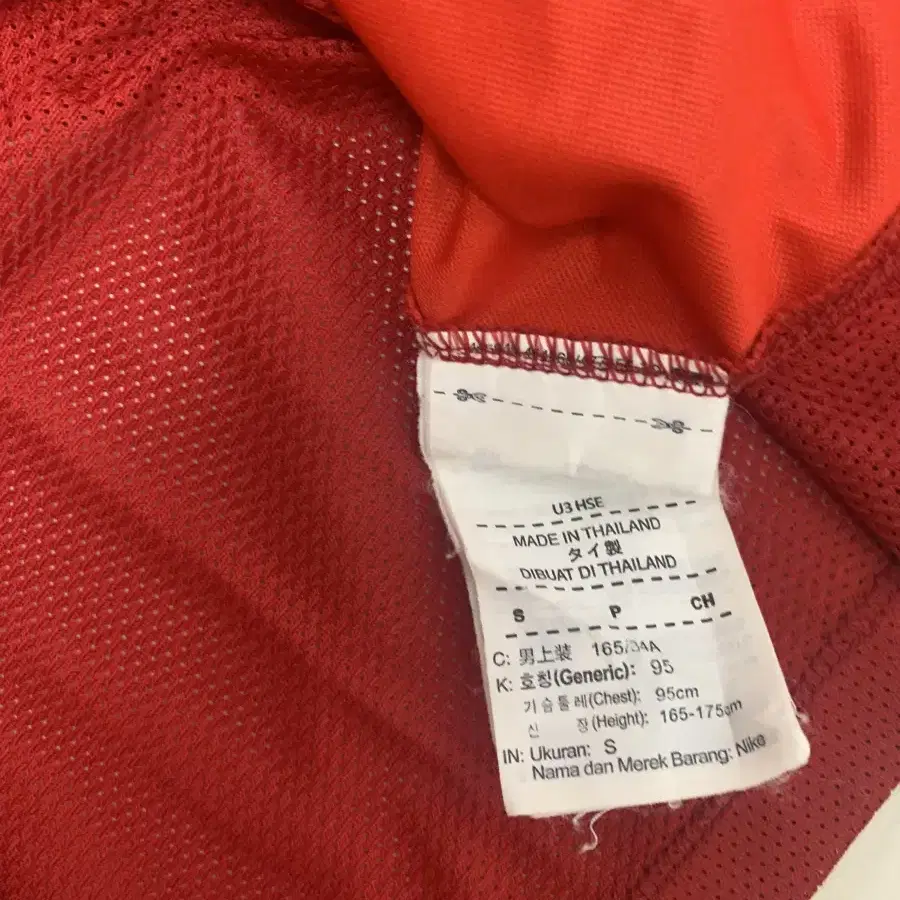 U3 HSE
MADE IN THAILAND
タイ製
DIBUAT DI THAILAND
S P CH
C: 男上装 165/84A
K: 호칭(Generic): 95
가슴둘레(Chest): 95cm
신 장(Height): 165-175cm
IN: Ukuran: S
Nama dan Merek Barang: Nike